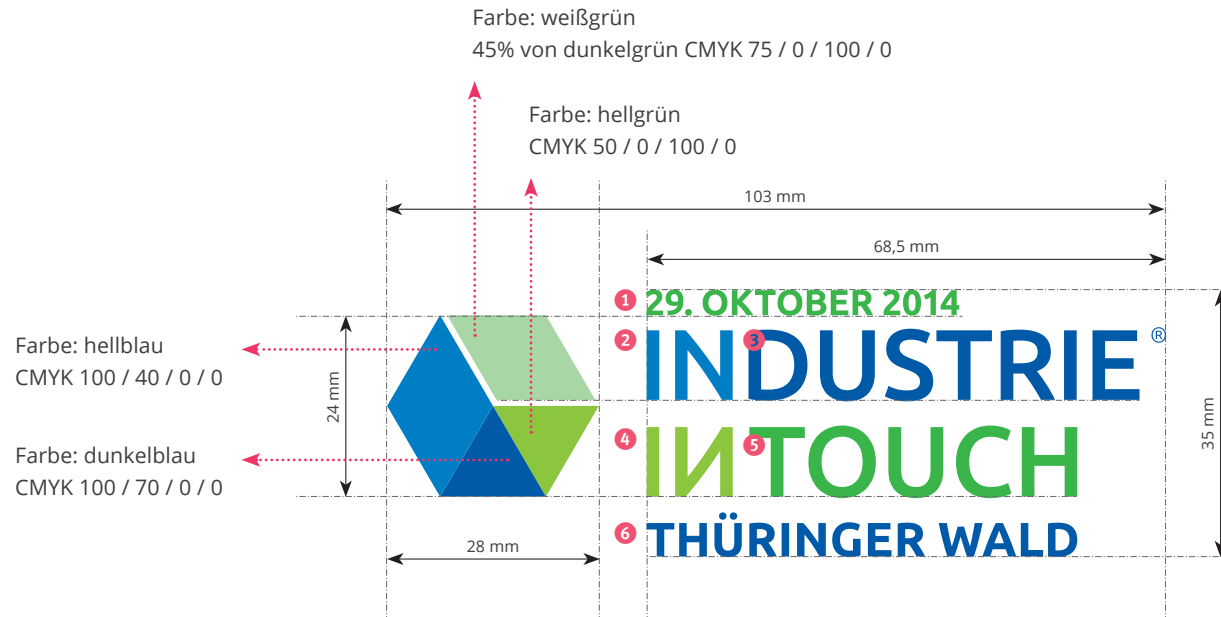 Farbe: weißgrün
45% von dunkelgrün CMYK 75 / 0 / 100 / 0
Farbe: hellgrün
CMYK 50 / 0 / 100 / 0
103 mm
68,5 mm
1 29. OKTOBER 2014
2 IN 3 DUSTRIE ®
Farbe: hellblau
CMYK 100 / 40 / 0 / 0
24 mm
35 mm
4 IИ 5 TOUCH
Farbe: dunkelblau
CMYK 100 / 70 / 0 / 0
28 mm
6 THÜRINGER WALD